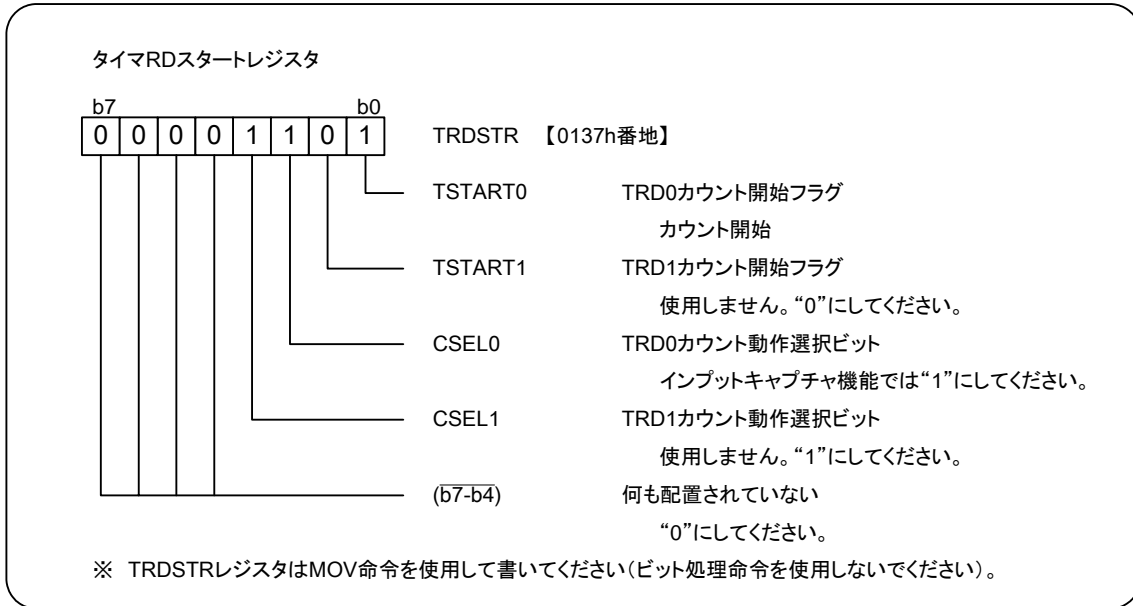 タイマRDスタートレジスタ
b7 b0
0 0 0 0 1 1 0 1 TRDSTR 【0137h番地】
TSTART0 TRD0カウント開始フラグ
カウント開始
TSTART1 TRD1カウント開始フラグ
使用しません。“0”にしてください。
CSEL0 TRD0カウント動作選択ビット
インプットキャプチャ機能では“1”にしてください。
CSEL1 TRD1カウント動作選択ビット
使用しません。“1”にしてください。
(b7-b4) 何も配置されていない
“0”にしてください。
※ TRDSTRレジスタはMOV命令を使用して書いてください（ビット処理命令を使用しないでください）。